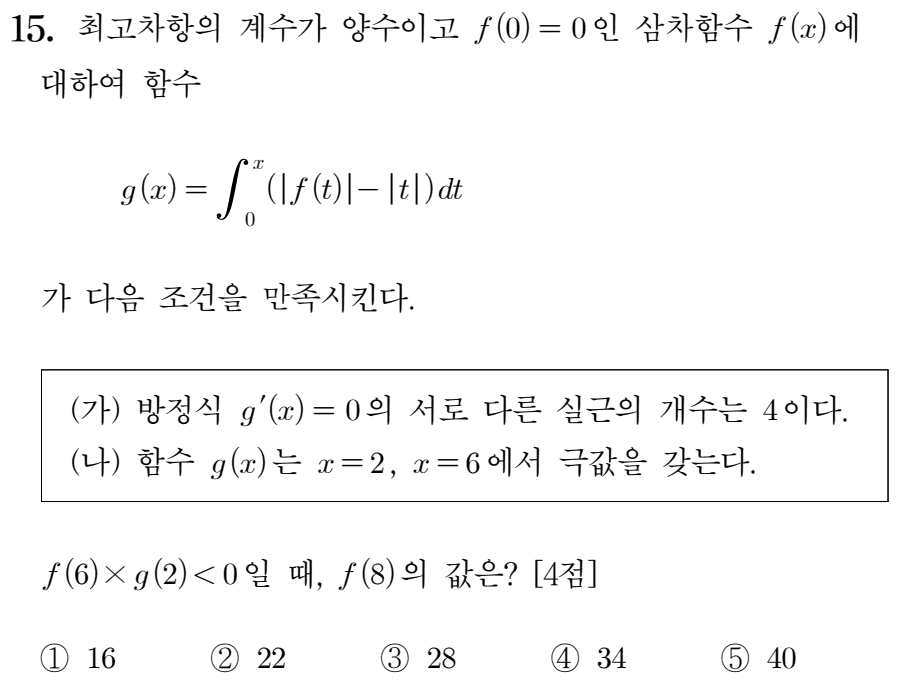 15. 최고차항의 계수가 양수이고 f(0)=0인 삼차함수 f(x)에
대하여 함수
g(x)=∫₀ˣ(|f(t)|-|t|)dt
가 다음 조건을 만족시킨다.
(가) 방정식 g′(x)=0의 서로 다른 실근의 개수는 4이다.
(나) 함수 g(x)는 x=2, x=6에서 극값을 갖는다.
f(6)×g(2)<0일 때, f(8)의 값은? [4점]
① 16 ② 22 ③ 28 ④ 34 ⑤ 40